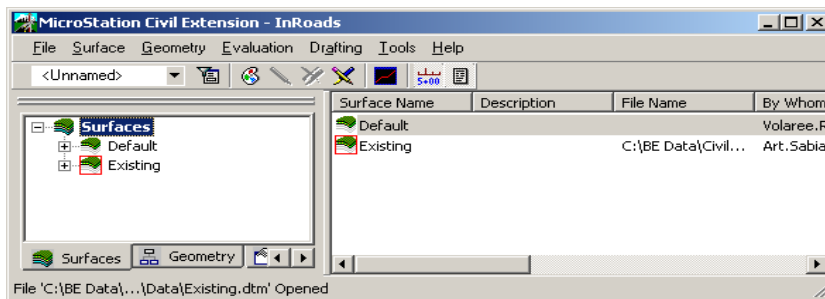 MicroStation Civil Extension - InRoads
File Surface Geometry Evaluation Drafting Tools Help
<Unnamed> 5+00
Surfaces
Default
Existing
Surfaces Geometry
Surface Name Description File Name By Whom
Default Volaree.R
Existing C:\BE Data\Civil... Art.Sabia
File 'C:\BE Data\...\Data\Existing.dtm' Opened